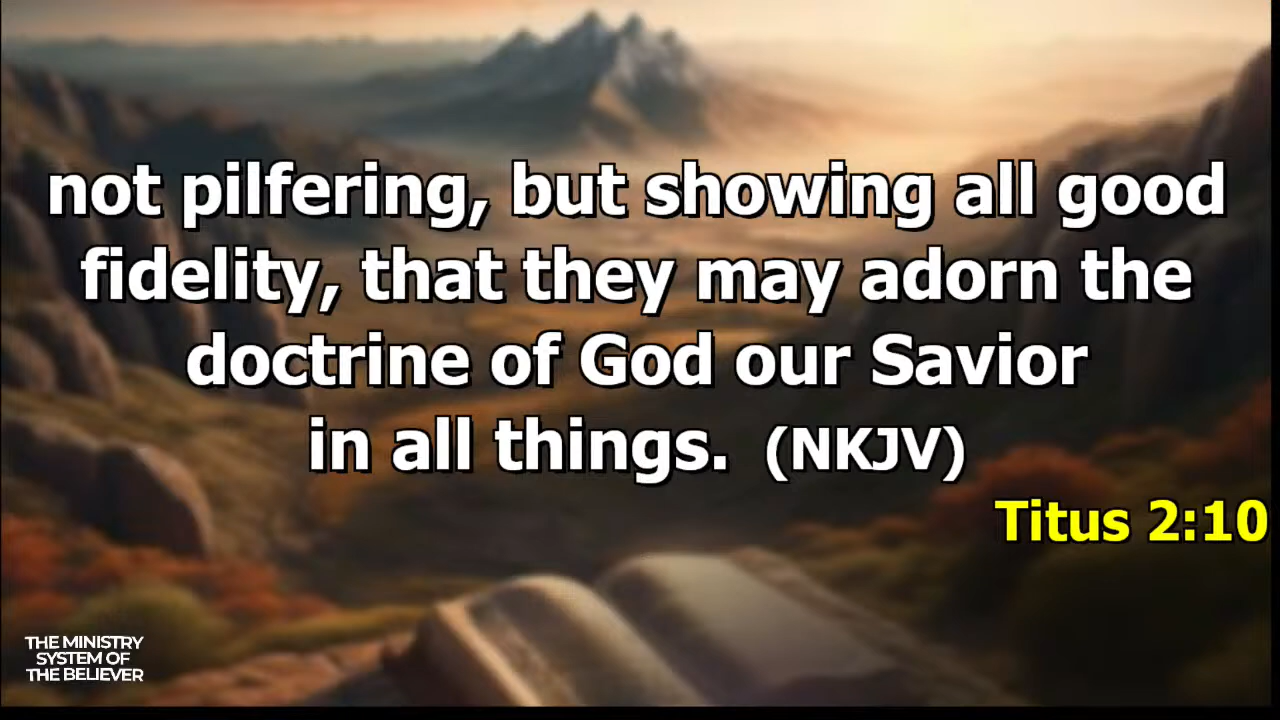 not pilfering, but showing all good
fidelity, that they may adorn the
doctrine of God our Savior
in all things. (NKJV)
Titus 2:10
THE MINISTRY
SYSTEM OF
THE BELIEVER